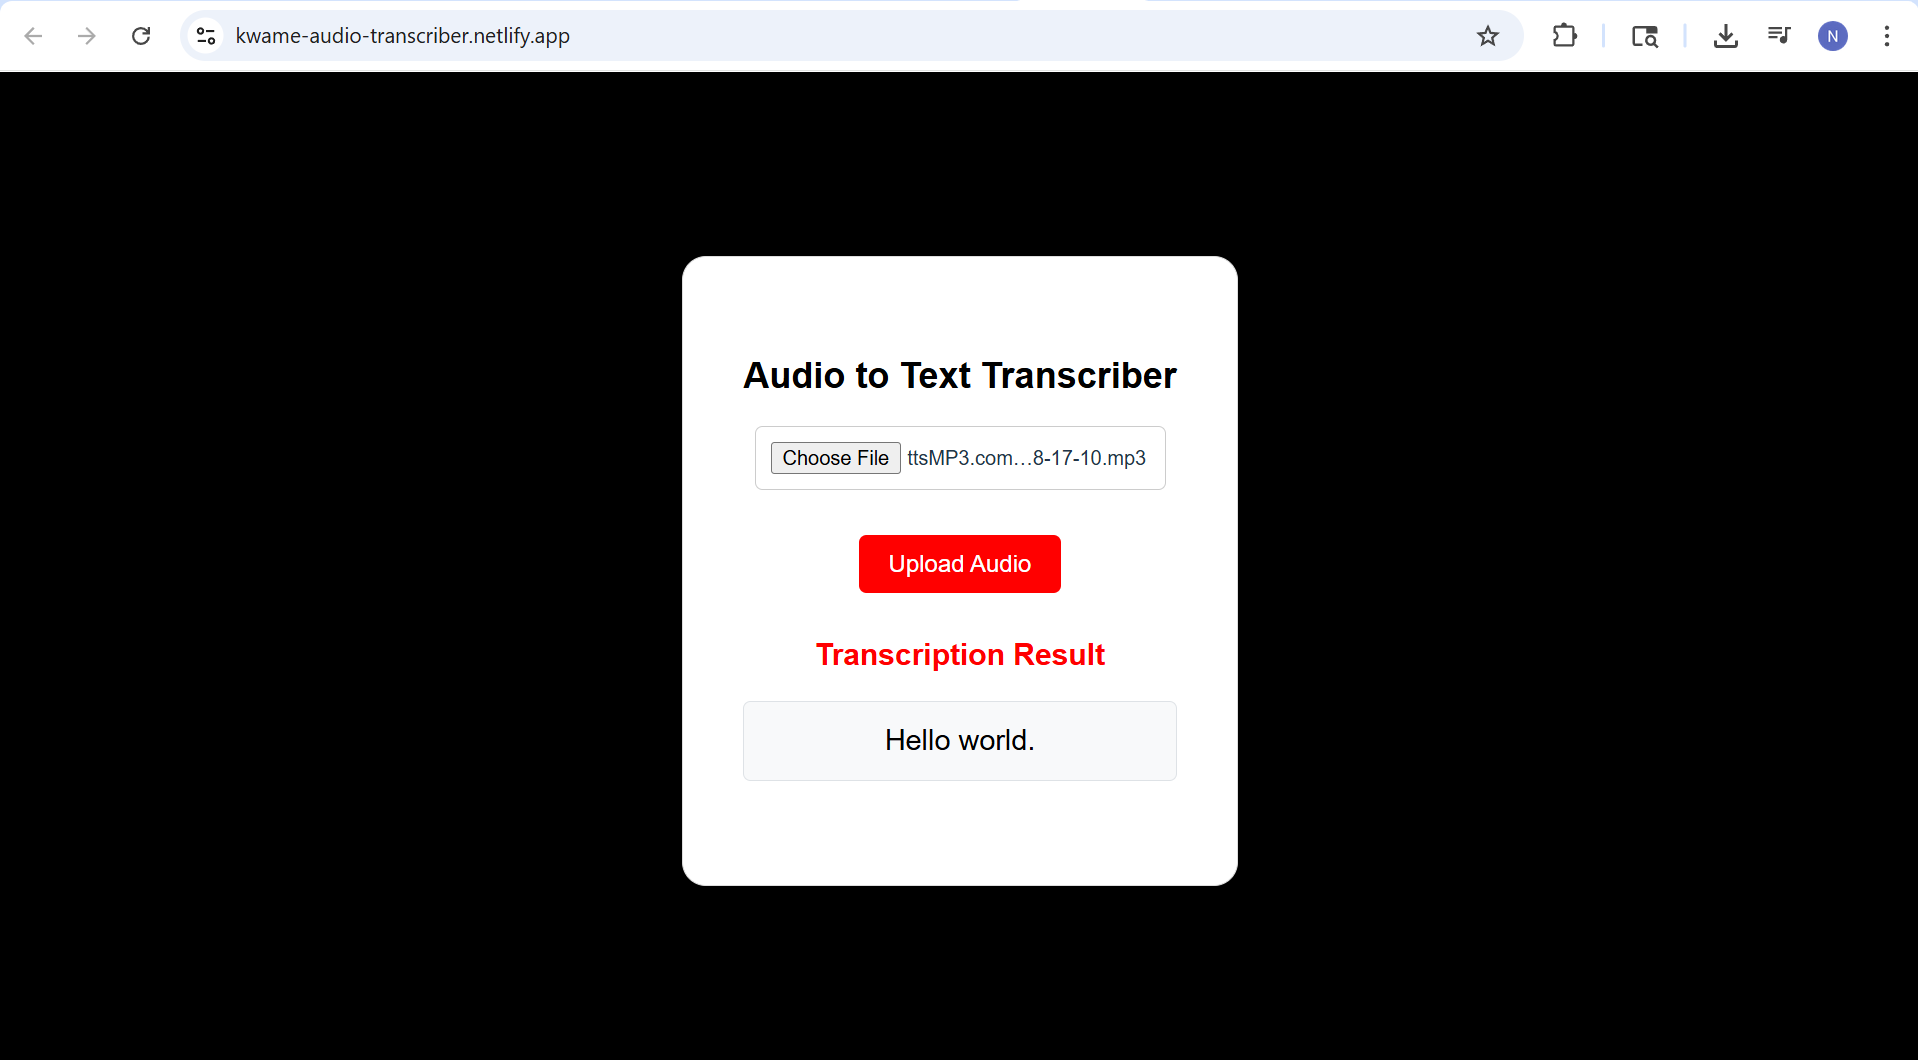 kwame-audio-transcriber.netlify.app
N
Audio to Text Transcriber
Choose File ttsMP3.com...8-17-10.mp3
Upload Audio
Transcription Result
Hello world.